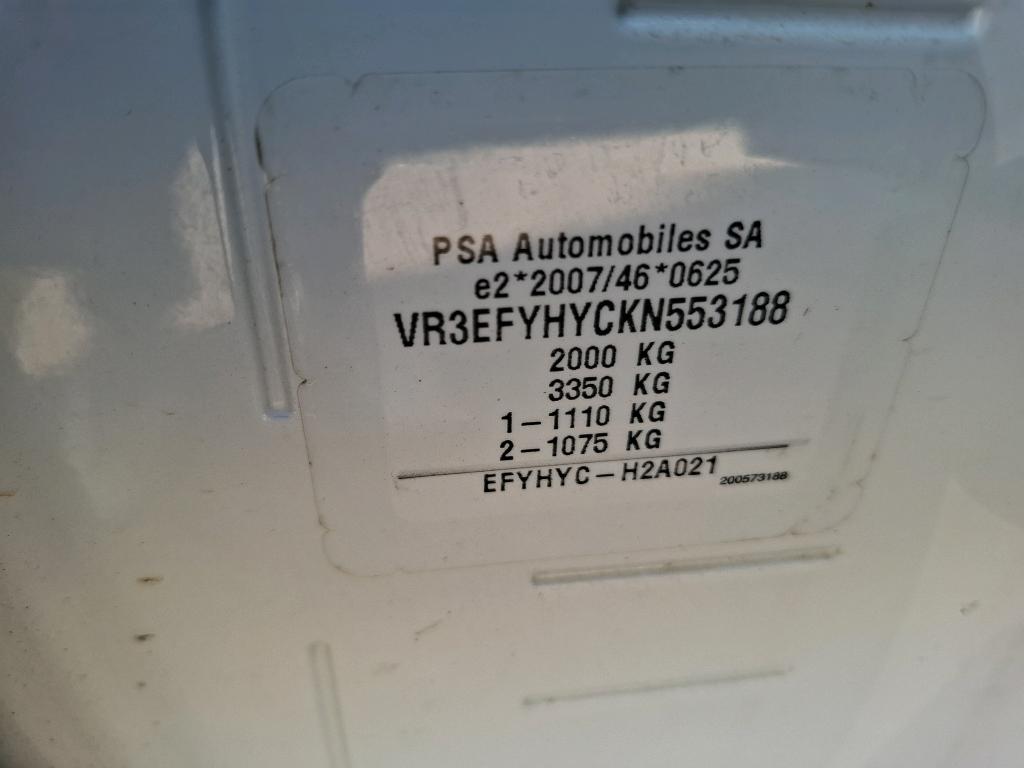 PSA Automobiles SA
e2*2007/46*0625
VR3EFYHYCKN553188
2000 KG
3350 KG
1-1110 KG
2-1075 KG
EFYHYC-H2A021
200573188